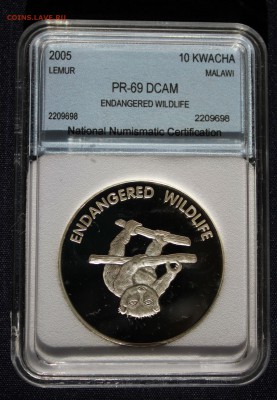 COINS.LAV.RU
2005 10 KWACHA
LEMUR MALAWI
PR-69 DCAM
ENDANGERED WILDLIFE
2209698 2209698
National Numismatic Certification
ENDANGERED WILDLIFE